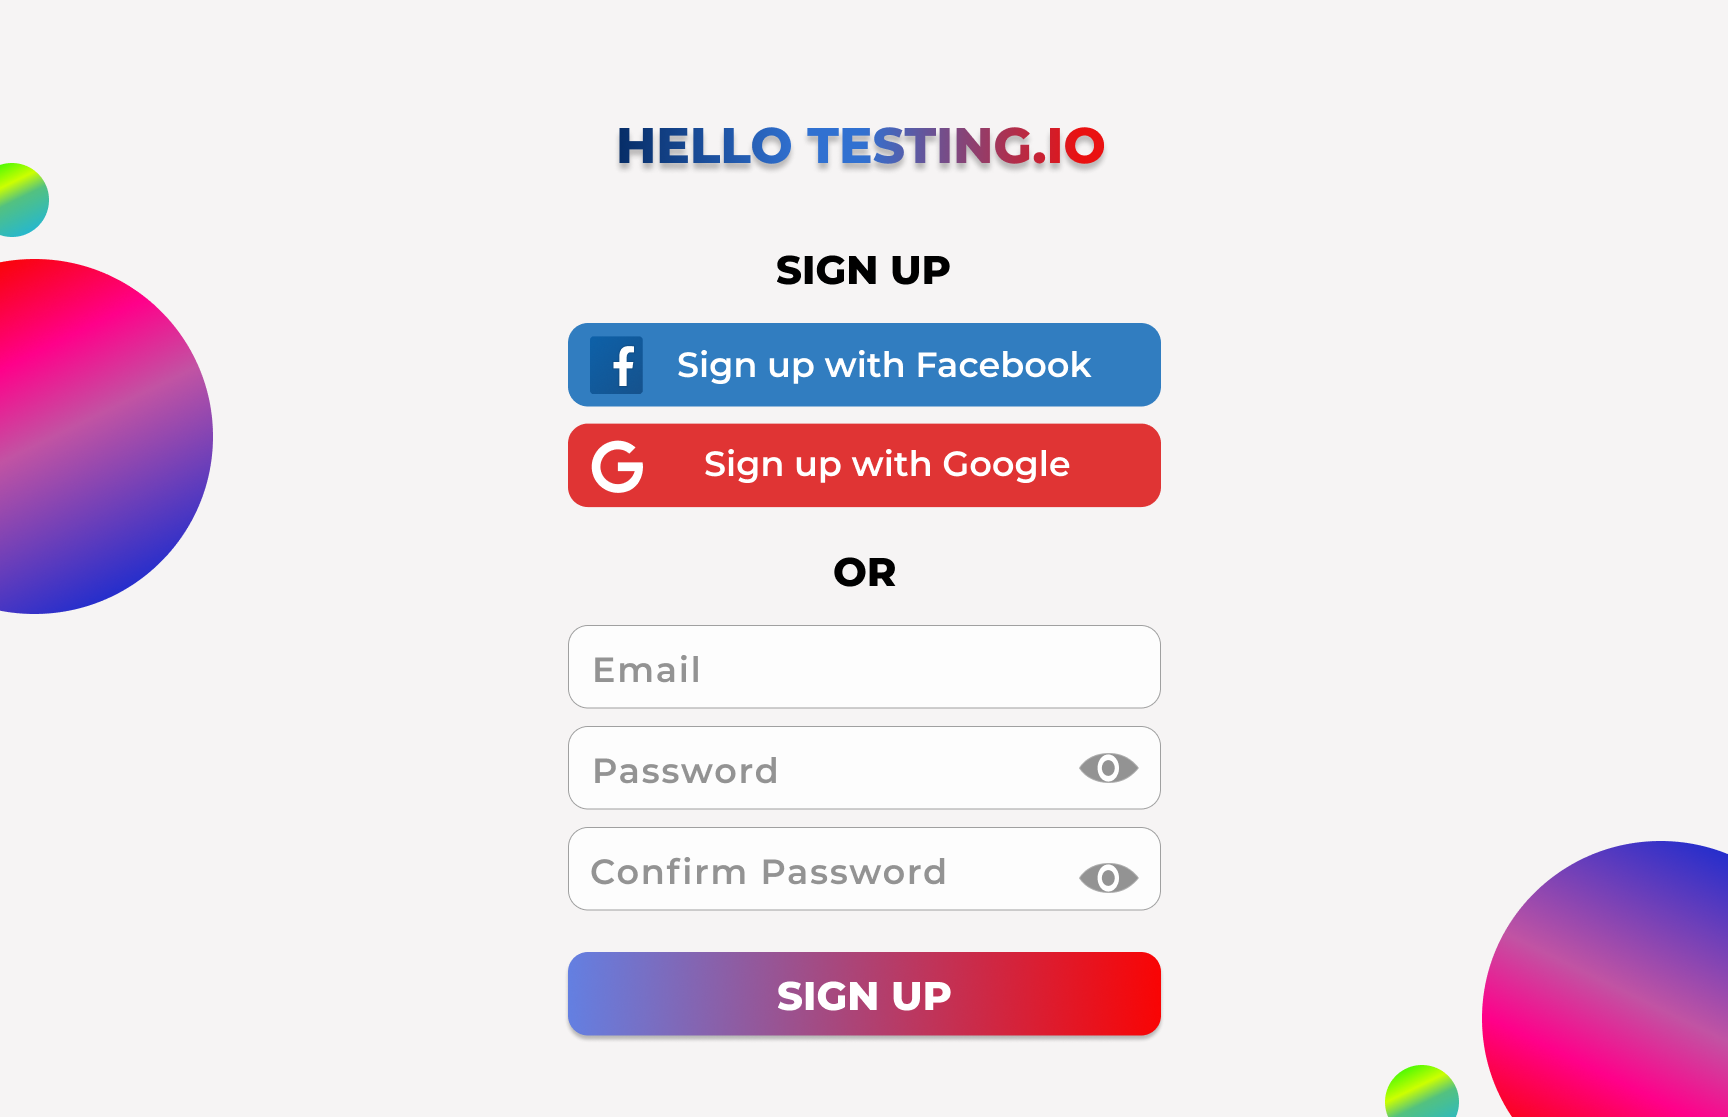 HELLO TESTING.IO
SIGN UP
Sign up with Facebook
Sign up with Google
OR
Email
Password
Confirm Password
SIGN UP